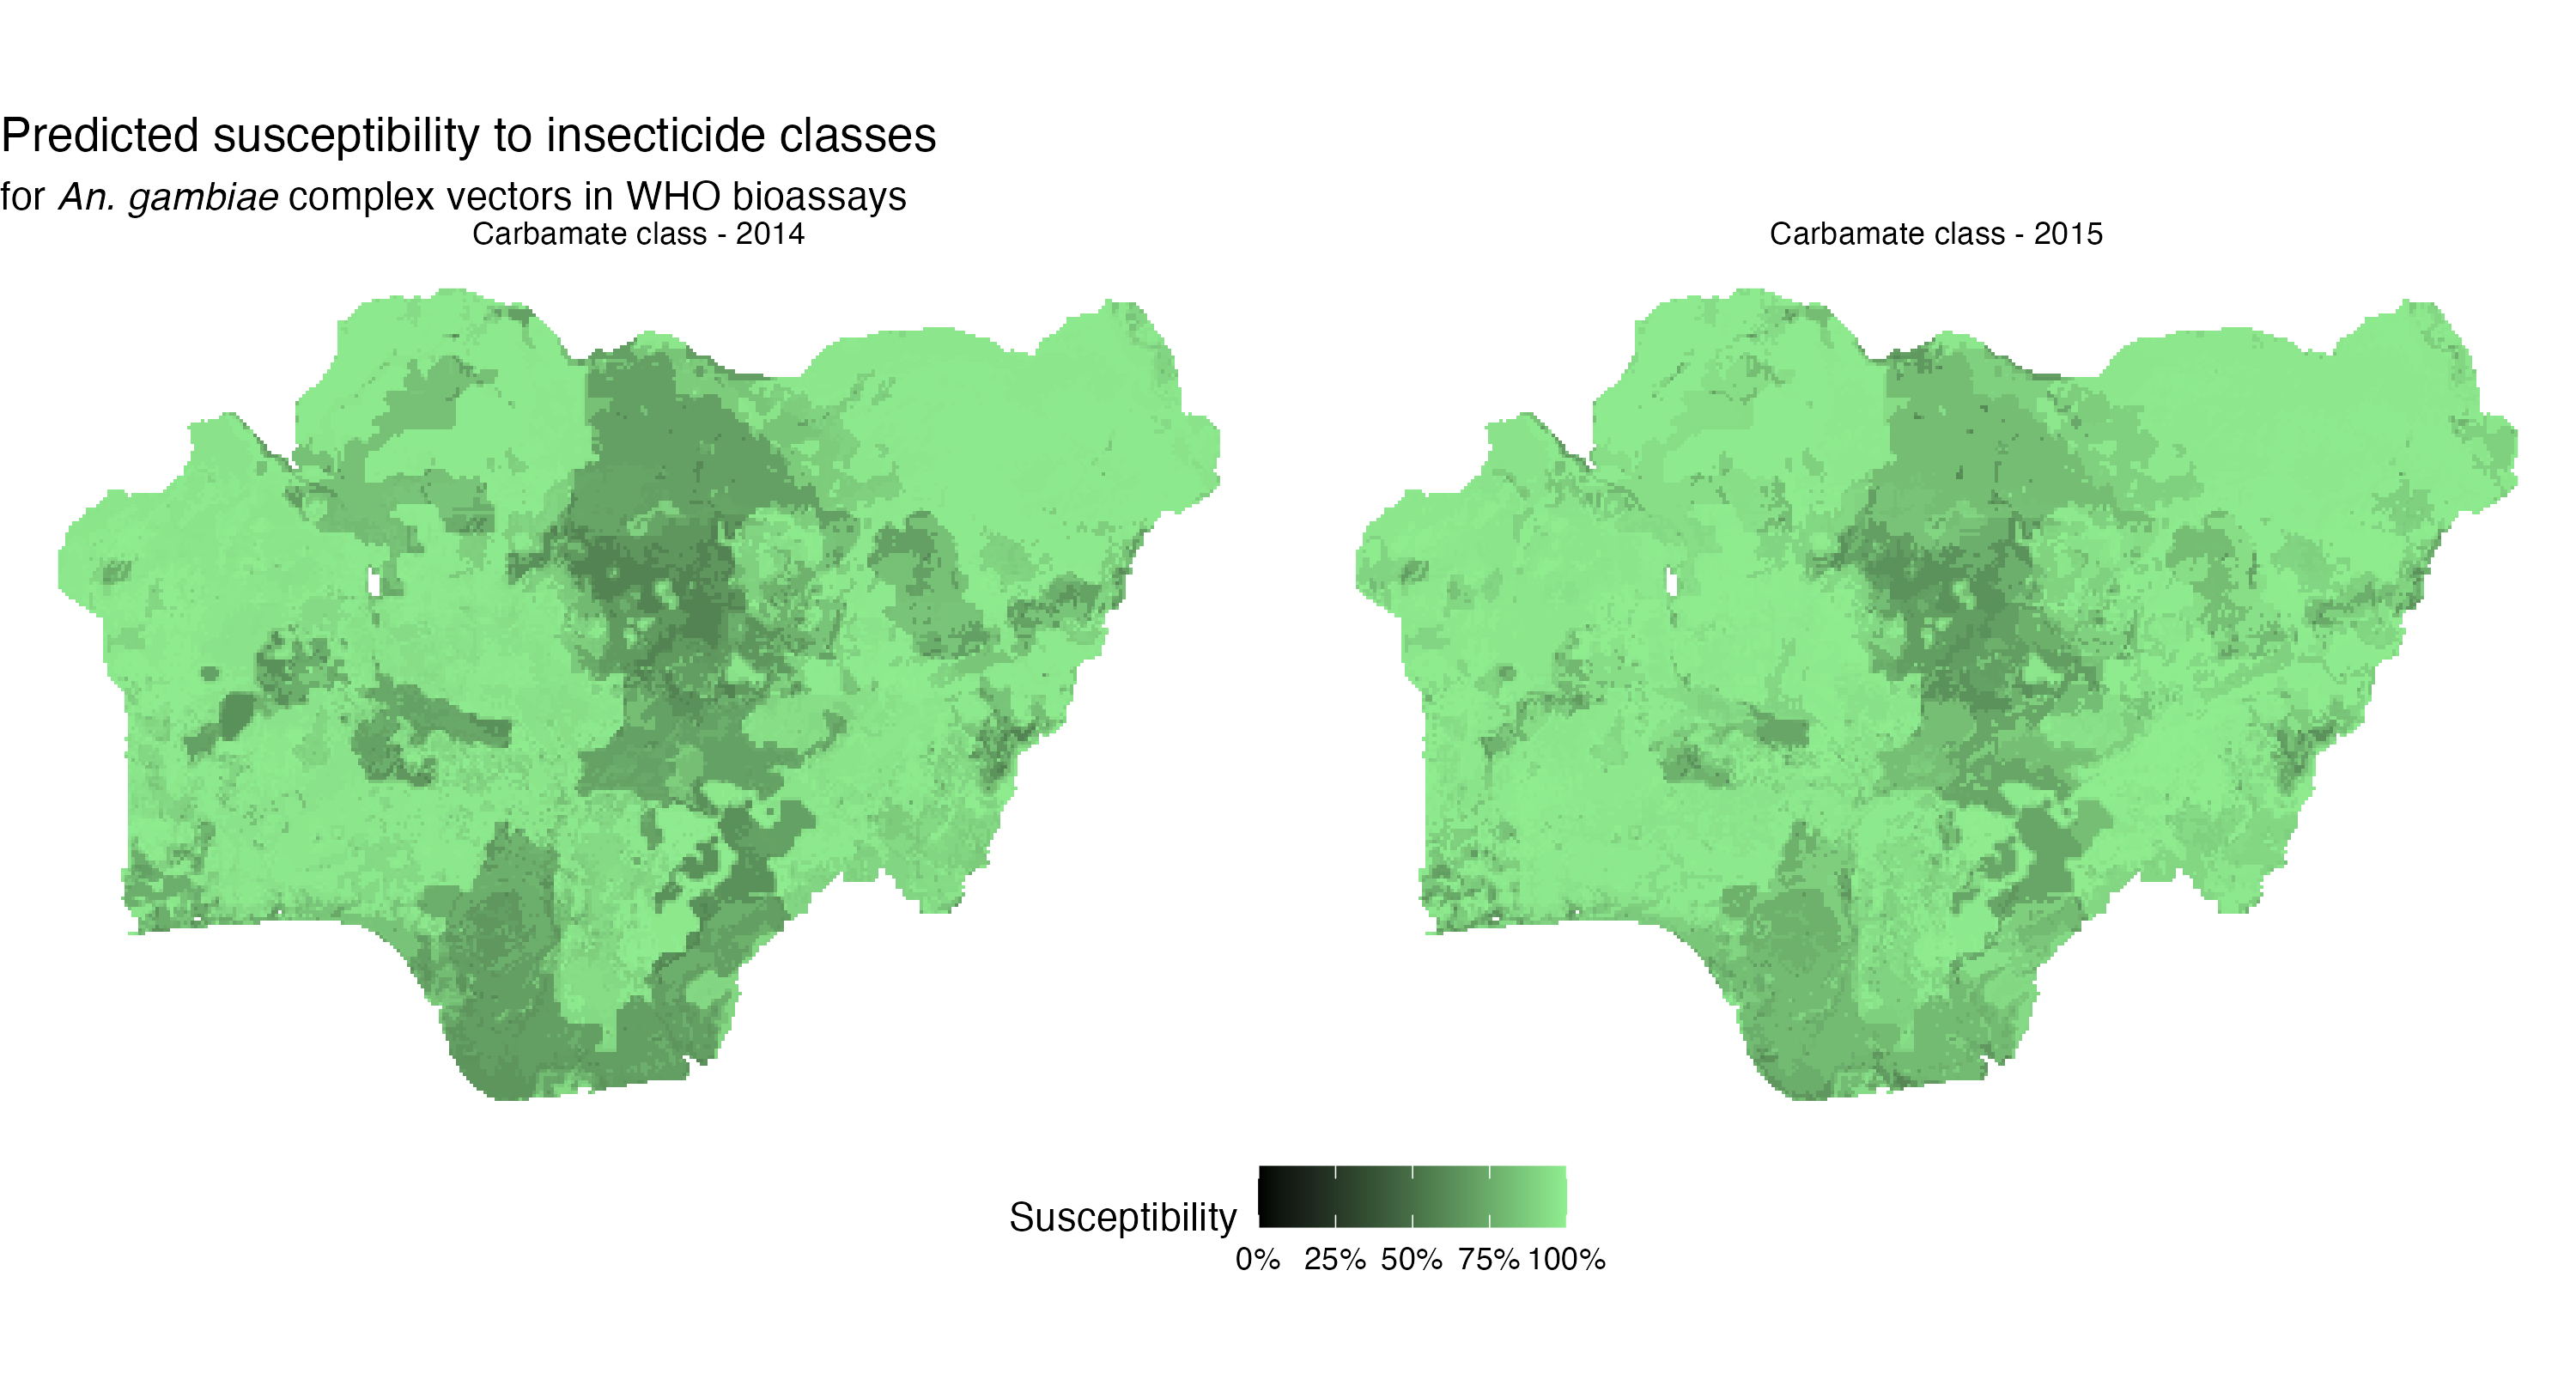 Predicted susceptibility to insecticide classes
for An. gambiae complex vectors in WHO bioassays
Carbamate class - 2014
Carbamate class - 2015
Susceptibility
0% 25% 50% 75% 100%